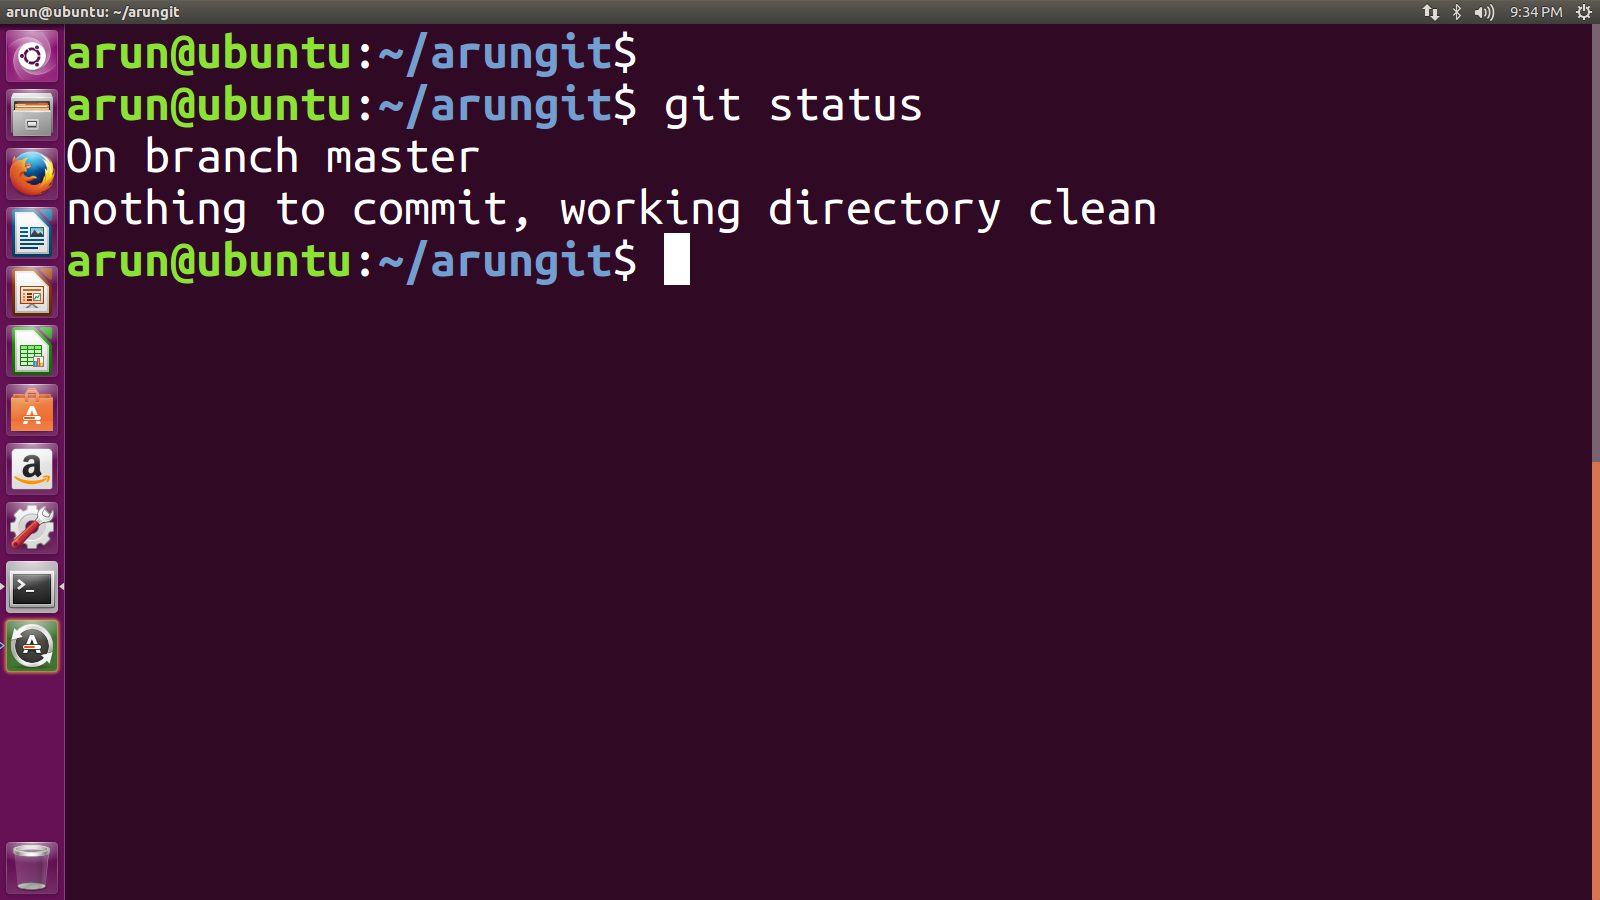 arun@ubuntu: ~/arungit
9:34 PM
arun@ubuntu:~/arungit$
arun@ubuntu:~/arungit$ git status
On branch master
nothing to commit, working directory clean
arun@ubuntu:~/arungit$